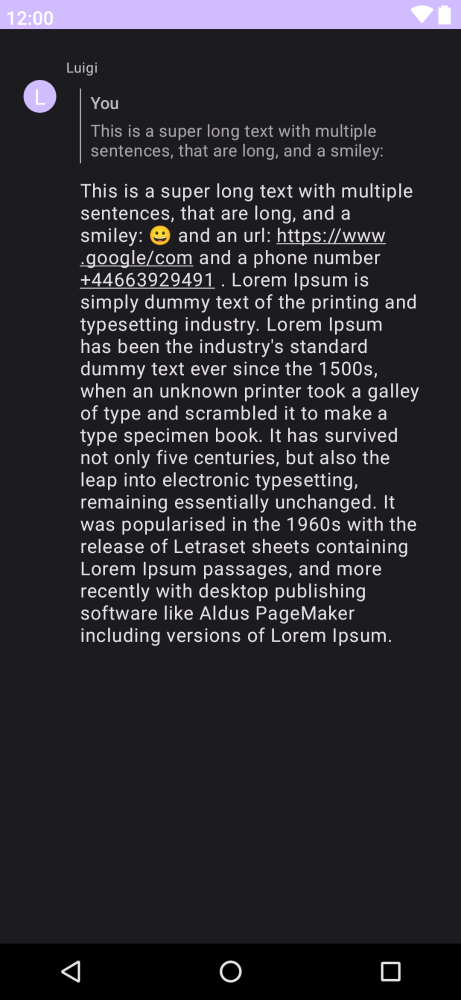 12:00
Luigi
L
You
This is a super long text with multiple
sentences, that are long, and a smiley:
This is a super long text with multiple
sentences, that are long, and a
smiley: 😀 and an url: https://www
.google/com and a phone number
+44663929491 . Lorem Ipsum is
simply dummy text of the printing and
typesetting industry. Lorem Ipsum
has been the industry's standard
dummy text ever since the 1500s,
when an unknown printer took a galley
of type and scrambled it to make a
type specimen book. It has survived
not only five centuries, but also the
leap into electronic typesetting,
remaining essentially unchanged. It
was popularised in the 1960s with the
release of Letraset sheets containing
Lorem Ipsum passages, and more
recently with desktop publishing
software like Aldus PageMaker
including versions of Lorem Ipsum.